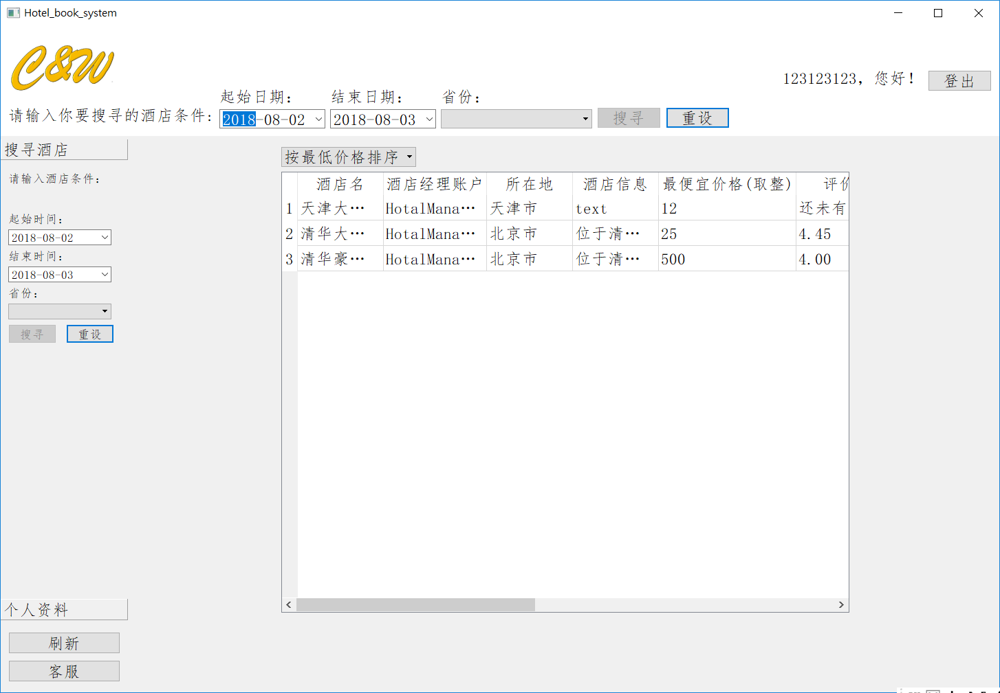 Hotel_book_system
C&W
123123123，您好！ 登出
起始日期： 结束日期： 省份：
请输入你要搜寻的酒店条件： 2018-08-02 2018-08-03 搜寻 重设
搜寻酒店
按最低价格排序
请输入酒店条件：
酒店名 酒店经理账户 所在地 酒店信息 最便宜价格(取整) 评价
1 天津大… HotalMana… 天津市 text 12 还未有
2 清华大… HotalMana… 北京市 位于清… 25 4.45
3 清华豪… HotalMana… 北京市 位于清… 500 4.00
起始时间：
2018-08-02
结束时间：
2018-08-03
省份：
搜寻 重设
个人资料
刷新
客服